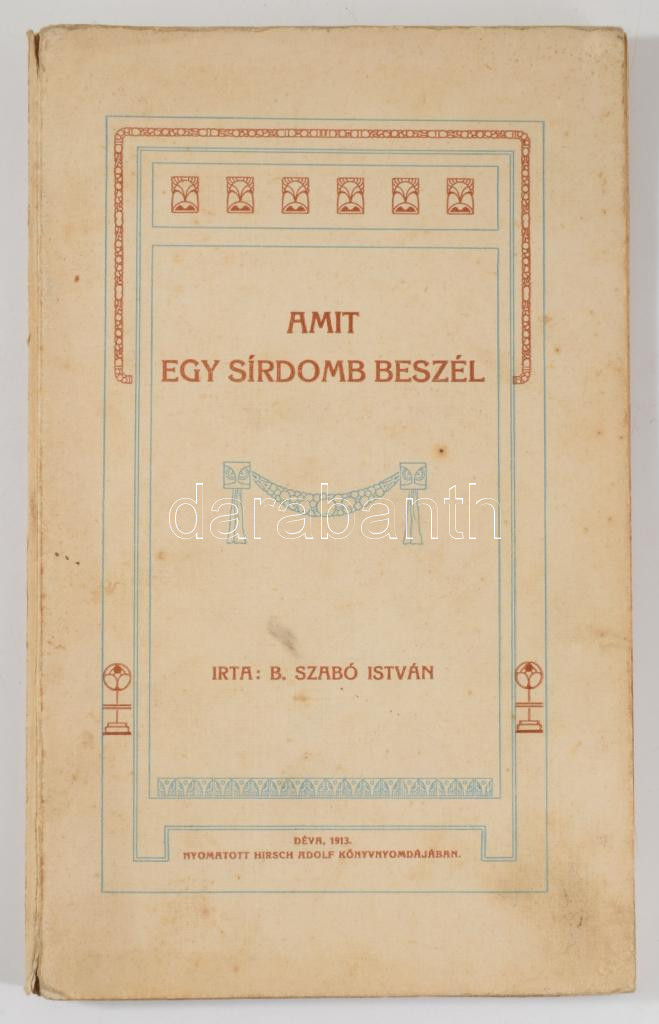 AMIT
EGY SÍRDOMB BESZÉL
darabanth
IRTA: B. SZABÓ ISTVÁN
DÉVA, 1913.
NYOMATOTT HIRSCH ADOLF KÖNYVNYOMDÁJÁBAN.